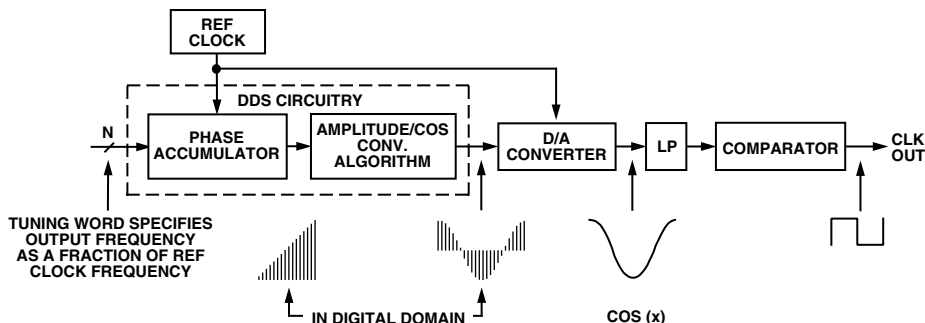 REF
CLOCK
DDS CIRCUITRY
N
PHASE
ACCUMULATOR
AMPLITUDE/COS
CONV.
ALGORITHM
D/A
CONVERTER
LP
COMPARATOR
CLK
OUT
TUNING WORD SPECIFIES
OUTPUT FREQUENCY
AS A FRACTION OF REF
CLOCK FREQUENCY
IN DIGITAL DOMAIN
COS (x)